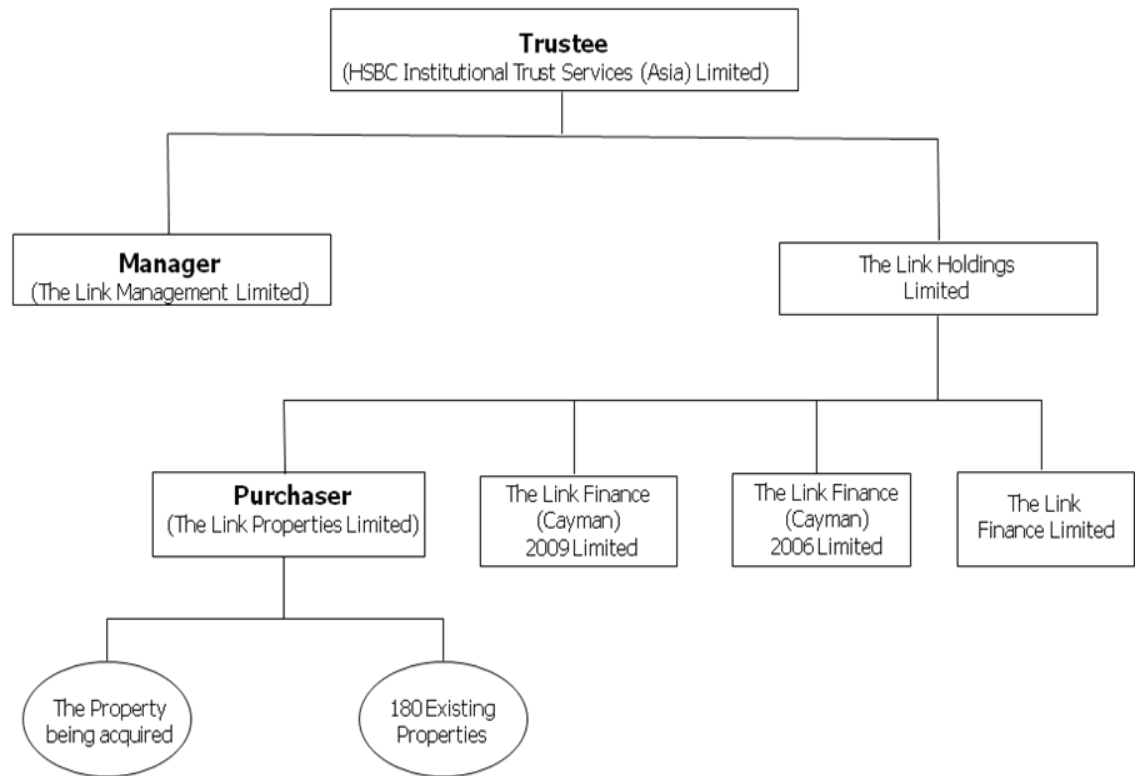 Trustee
(HSBC Institutional Trust Services (Asia) Limited)
Manager
(The Link Management Limited)
The Link Holdings
Limited
Purchaser
(The Link Properties Limited)
The Link Finance
(Cayman)
2009 Limited
The Link Finance
(Cayman)
2006 Limited
The Link
Finance Limited
The Property
being acquired
180 Existing
Properties